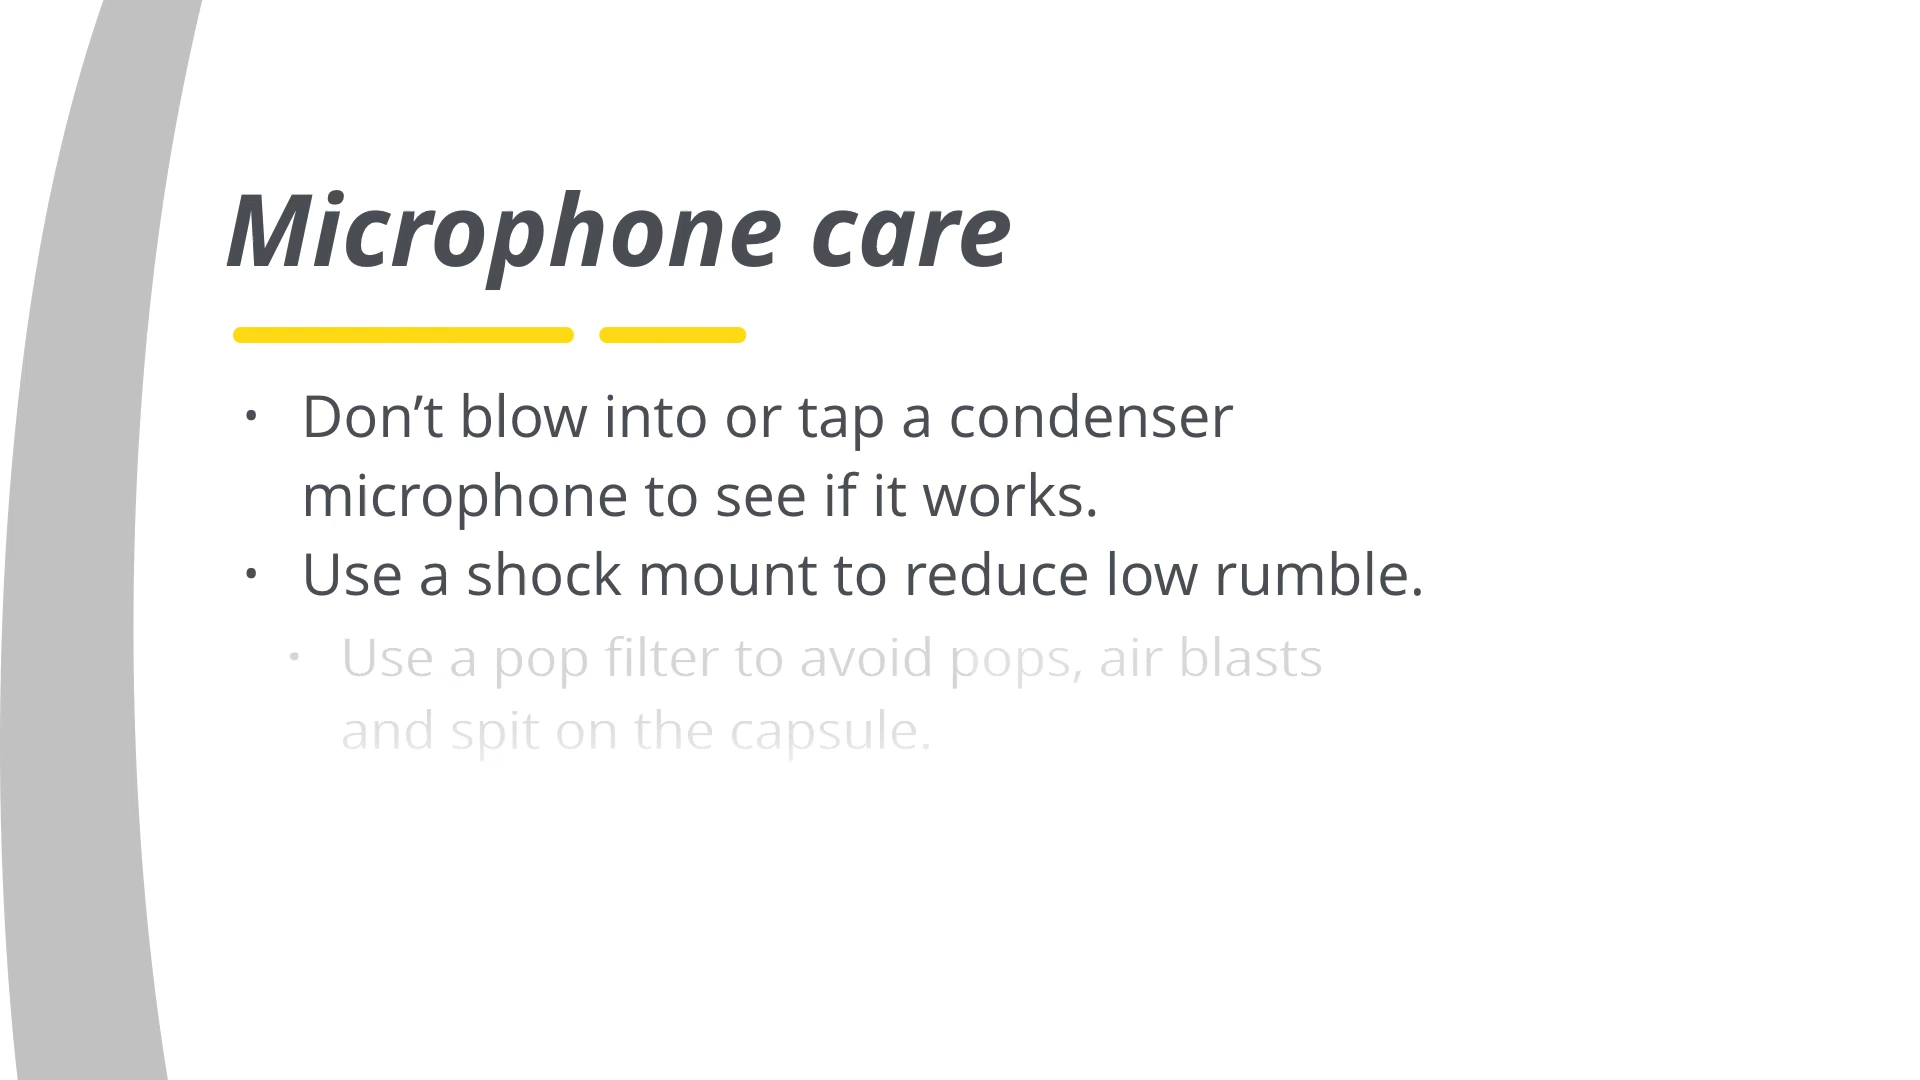 Microphone care
• Don’t blow into or tap a condenser
microphone to see if it works.
• Use a shock mount to reduce low rumble.
• Use a pop filter to avoid pops, air blasts
and spit on the capsule.